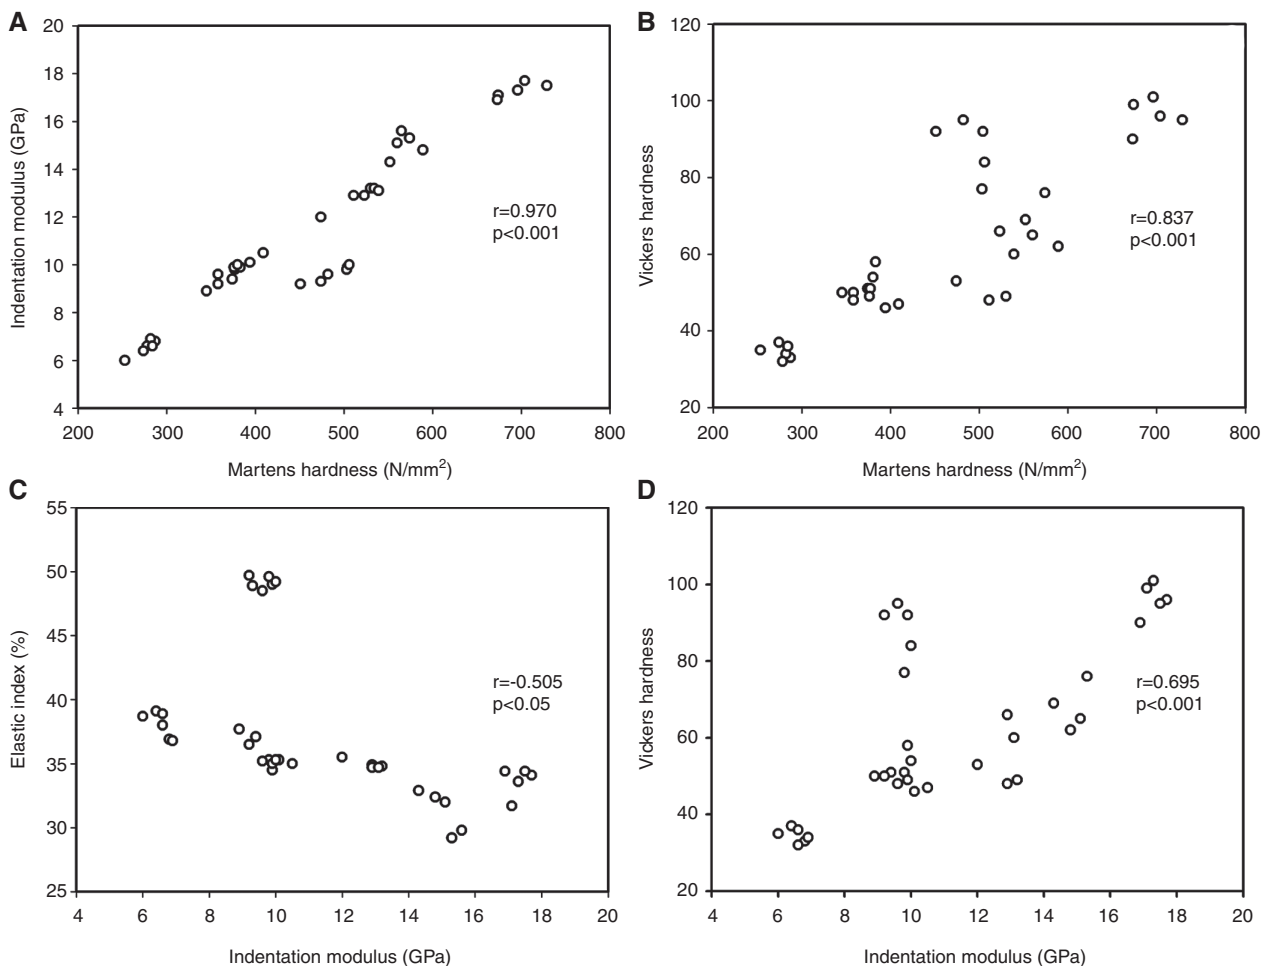 A
20
18
16
14
12
10
8
6
4
Indentation modulus (GPa)
r=0.970
p<0.001
200 300 400 500 600 700 800
Martens hardness (N/mm²)
B
120
100
80
60
40
20
Vickers hardness
r=0.837
p<0.001
200 300 400 500 600 700 800
Martens hardness (N/mm²)
C
55
50
45
40
35
30
25
Elastic index (%)
r=-0.505
p<0.05
4 6 8 10 12 14 16 18 20
Indentation modulus (GPa)
D
120
100
80
60
40
20
Vickers hardness
r=0.695
p<0.001
4 6 8 10 12 14 16 18 20
Indentation modulus (GPa)